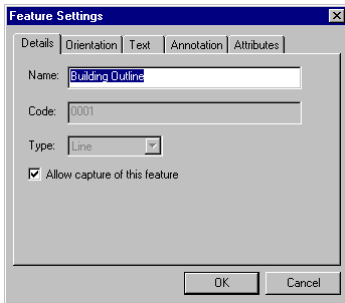 Feature Settings
Details Orientation Text Annotation Attributes
Name: Building Outline
Code: 0001
Type: Line
Allow capture of this feature
OK Cancel